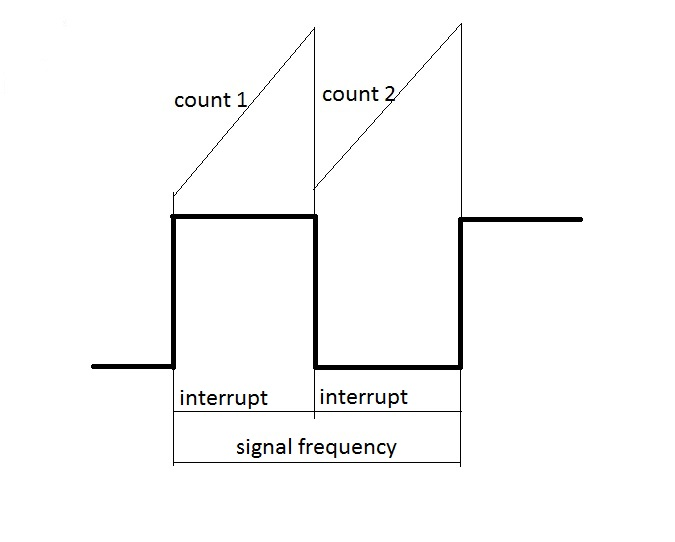 count 1
count 2
interrupt
interrupt
signal frequency